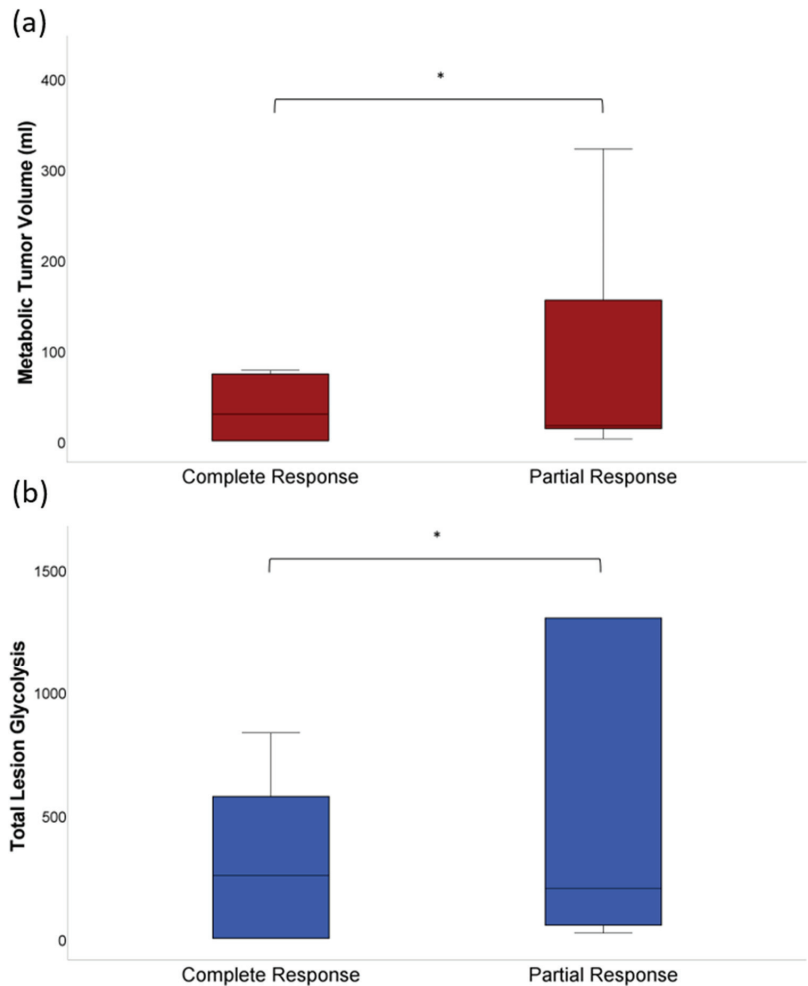 (a)
*
400
300
200
100
0
Metabolic Tumor Volume (ml)
Complete Response Partial Response
(b)
*
1500
1000
500
0
Total Lesion Glycolysis
Complete Response Partial Response